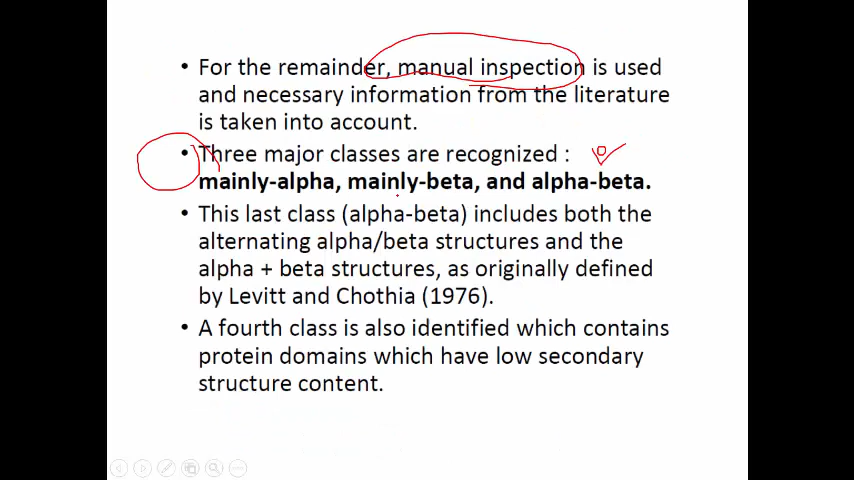 • For the remainder, manual inspection is used
and necessary information from the literature
is taken into account.
• Three major classes are recognized :
mainly-alpha, mainly-beta, and alpha-beta.
• This last class (alpha-beta) includes both the
alternating alpha/beta structures and the
alpha + beta structures, as originally defined
by Levitt and Chothia (1976).
• A fourth class is also identified which contains
protein domains which have low secondary
structure content.